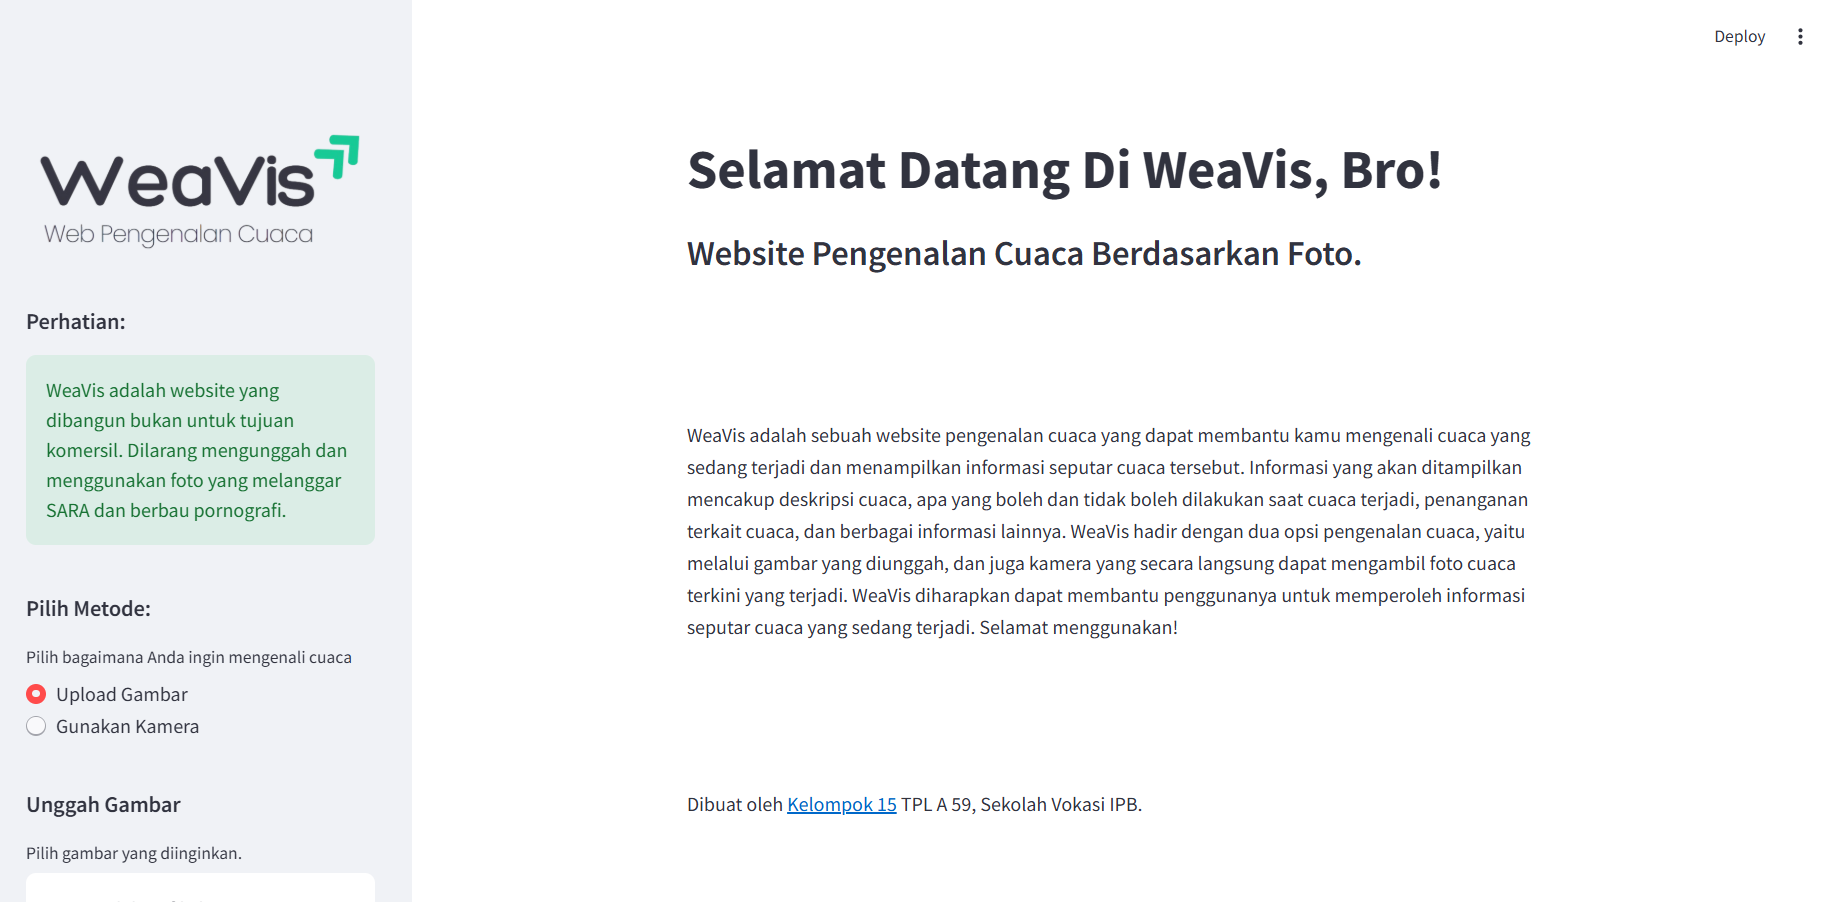 Deploy
WeaVis
Web Pengenalan Cuaca
Perhatian:
WeaVis adalah website yang
dibangun bukan untuk tujuan
komersil. Dilarang mengunggah dan
menggunakan foto yang melanggar
SARA dan berbau pornografi.
Pilih Metode:
Pilih bagaimana Anda ingin mengenali cuaca
Upload Gambar
Gunakan Kamera
Unggah Gambar
Pilih gambar yang diinginkan.
Selamat Datang Di WeaVis, Bro!
Website Pengenalan Cuaca Berdasarkan Foto.
WeaVis adalah sebuah website pengenalan cuaca yang dapat membantu kamu mengenali cuaca yang
sedang terjadi dan menampilkan informasi seputar cuaca tersebut. Informasi yang akan ditampilkan
mencakup deskripsi cuaca, apa yang boleh dan tidak boleh dilakukan saat cuaca terjadi, penanganan
terkait cuaca, dan berbagai informasi lainnya. WeaVis hadir dengan dua opsi pengenalan cuaca, yaitu
melalui gambar yang diunggah, dan juga kamera yang secara langsung dapat mengambil foto cuaca
terkini yang terjadi. WeaVis diharapkan dapat membantu penggunanya untuk memperoleh informasi
seputar cuaca yang sedang terjadi. Selamat menggunakan!
Dibuat oleh Kelompok 15 TPL A 59, Sekolah Vokasi IPB.